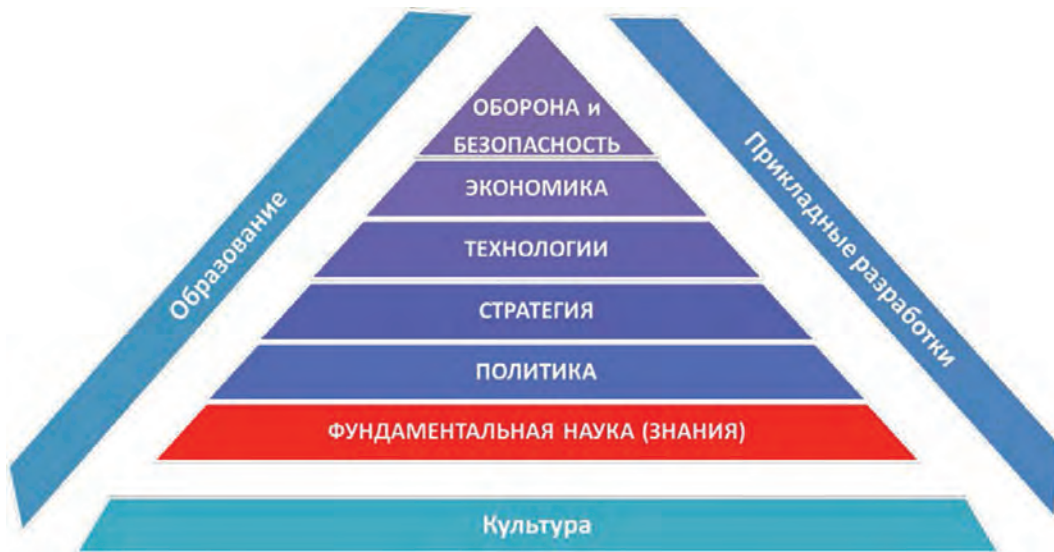 ОБОРОНА и
БЕЗОПАСНОСТЬ
ЭКОНОМИКА
ТЕХНОЛОГИИ
СТРАТЕГИЯ
ПОЛИТИКА
ФУНДАМЕНТАЛЬНАЯ НАУКА (ЗНАНИЯ)
Образование
Прикладные разработки
Культура